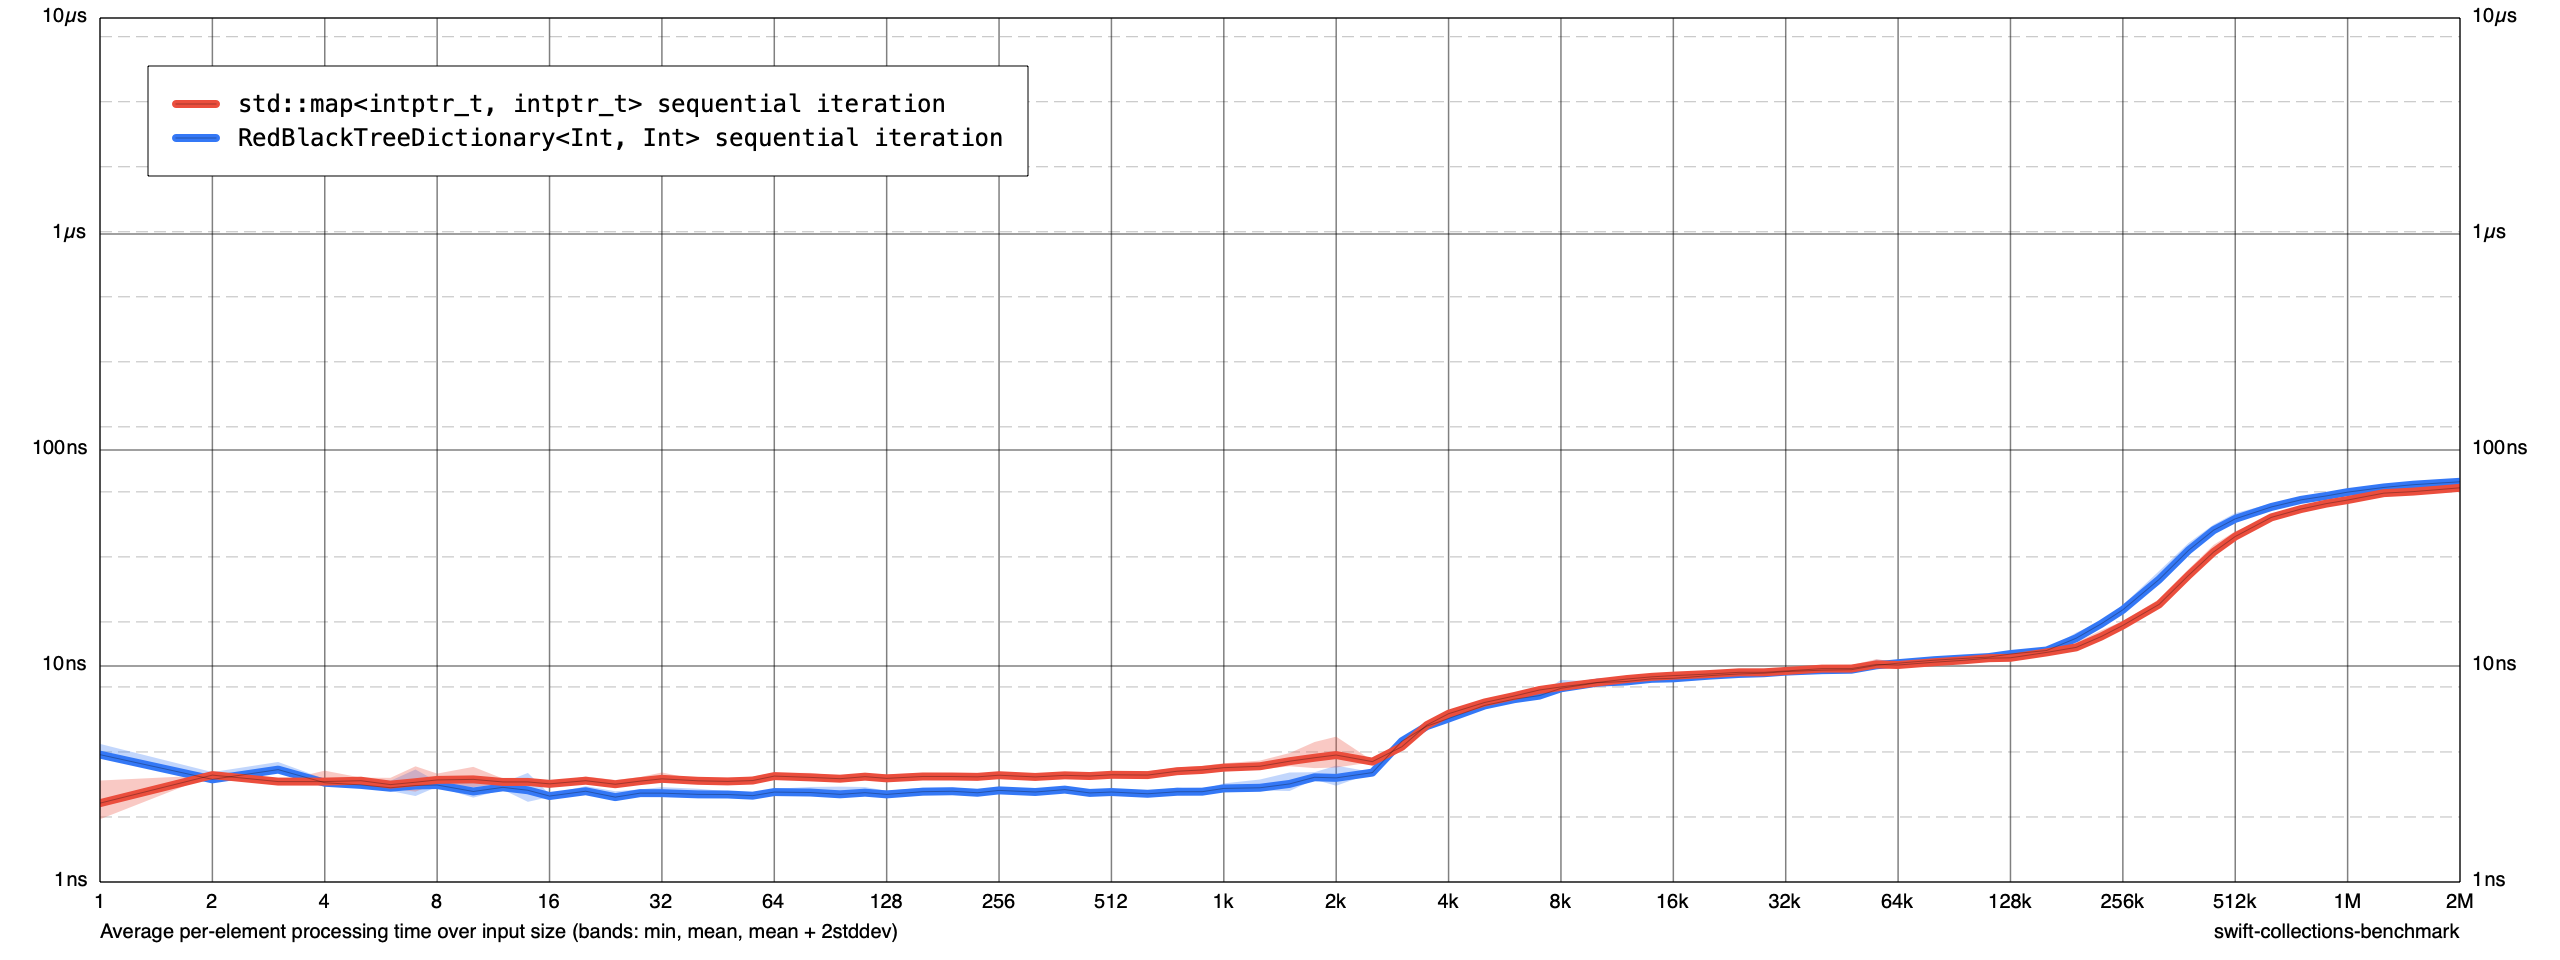 10µs 10µs
std::map<intptr_t, intptr_t> sequential iteration
RedBlackTreeDictionary<Int, Int> sequential iteration
1µs 1µs
100ns 100ns
10ns 10ns
1ns 1ns
1 2 4 8 16 32 64 128 256 512 1k 2k 4k 8k 16k 32k 64k 128k 256k 512k 1M 2M
Average per-element processing time over input size (bands: min, mean, mean + 2stddev) swift-collections-benchmark